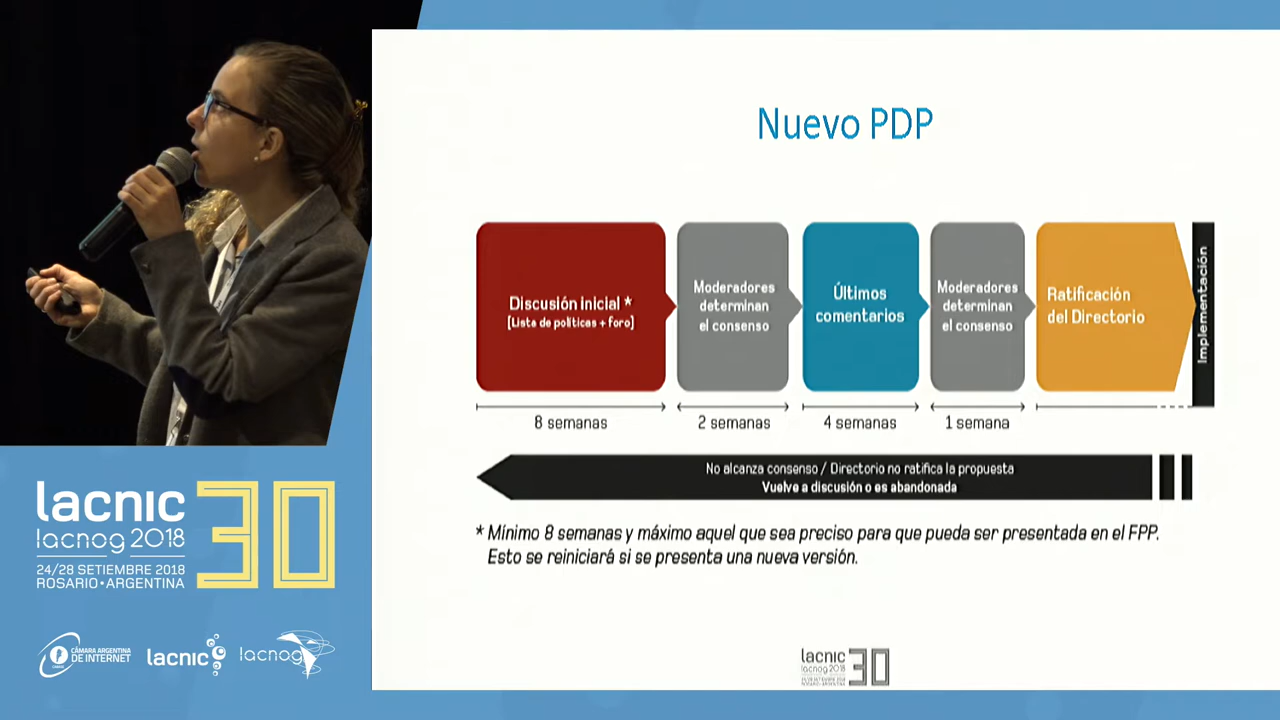 Nuevo PDP
Discusión inicial *
[Lista de políticas + foro]
Moderadores
determinan
el consenso
Últimos
comentarios
Moderadores
determinan
el consenso
Ratificación
del Directorio
Implementación
8 semanas
2 semanas
4 semanas
1 semana
No alcanza consenso / Directorio no ratifica la propuesta
Vuelve a discusión o es abandonada
* Mínimo 8 semanas y máximo aquel que sea preciso para que pueda ser presentada en el FPP.
Esto se reiniciará si se presenta una nueva versión.
lacnic 30
lacnog 2018
lacnic 30
lacnog 2018
24/28 SETIEMBRE 2018
ROSARIO•ARGENTINA
CÁMARA ARGENTINA
DE INTERNET
lacnic
lacnog